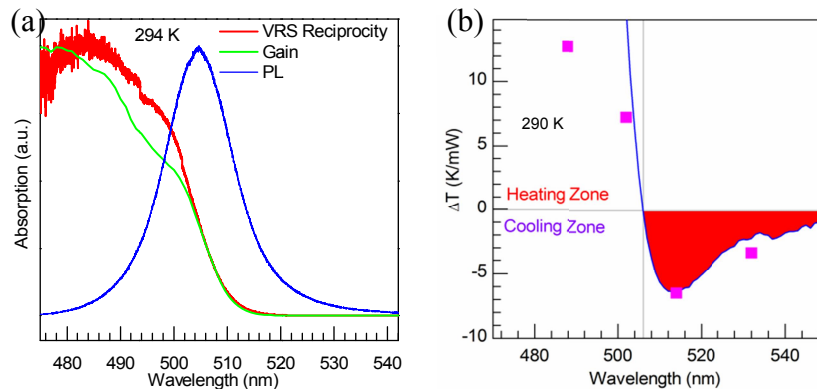 (a)
294 K
VRS Reciprocity
Gain
PL
Absorption (a.u.)
480 490 500 510 520 530 540
Wavelength (nm)
(b)
10
5
0
-5
-10
290 K
ΔT (K/mW)
Heating Zone
Cooling Zone
480 500 520 540
Wavelength (nm)